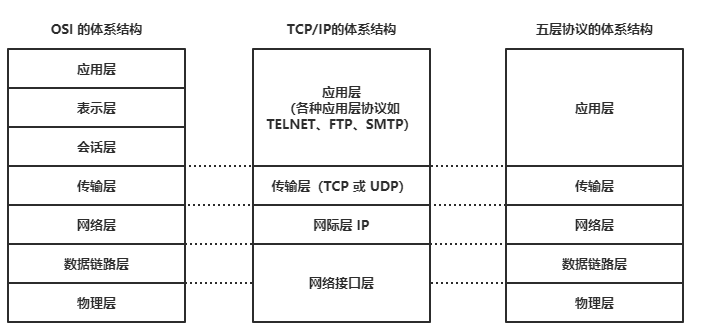 OSI 的体系结构
应用层
表示层
会话层
传输层
网络层
数据链路层
物理层
TCP/IP的体系结构
应用层
(各种应用层协议如
TELNET、FTP、SMTP)
传输层（TCP 或 UDP）
网际层 IP
网络接口层
五层协议的体系结构
应用层
传输层
网络层
数据链路层
物理层